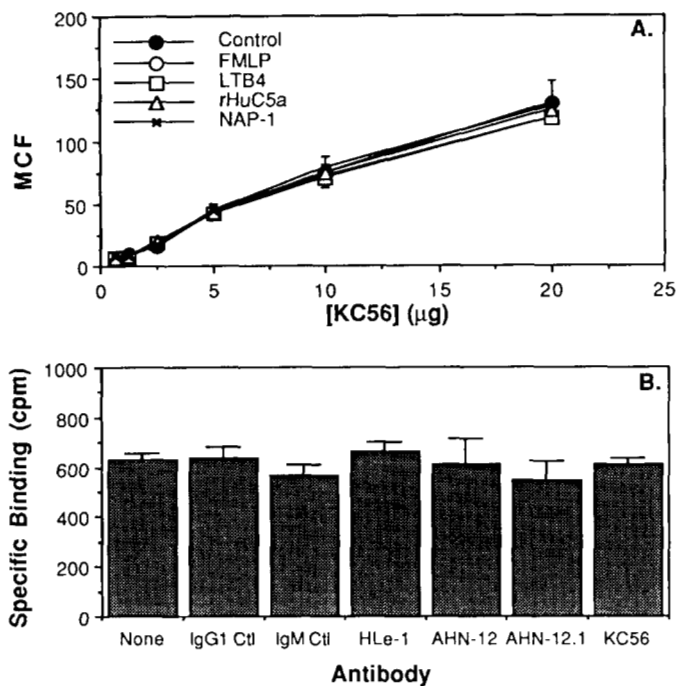 A.
200
150
100
50
0
MCF
Control
FMLP
LTB4
rHuC5a
NAP-1
0 5 10 15 20 25
[KC56] (μg)
B.
1000
800
600
400
200
0
Specific Binding (cpm)
None IgG1 Ctl IgM Ctl HLe-1 AHN-12 AHN-12.1 KC56
Antibody